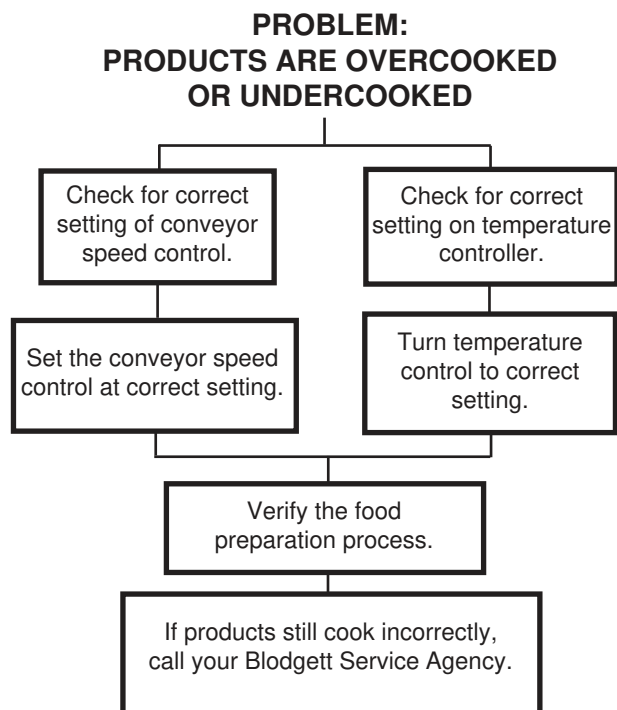 PROBLEM:
PRODUCTS ARE OVERCOOKED
OR UNDERCOOKED
Check for correct
setting of conveyor
speed control.
Check for correct
setting on temperature
controller.
Set the conveyor speed
control at correct setting.
Turn temperature
control to correct
setting.
Verify the food
preparation process.
If products still cook incorrectly,
call your Blodgett Service Agency.